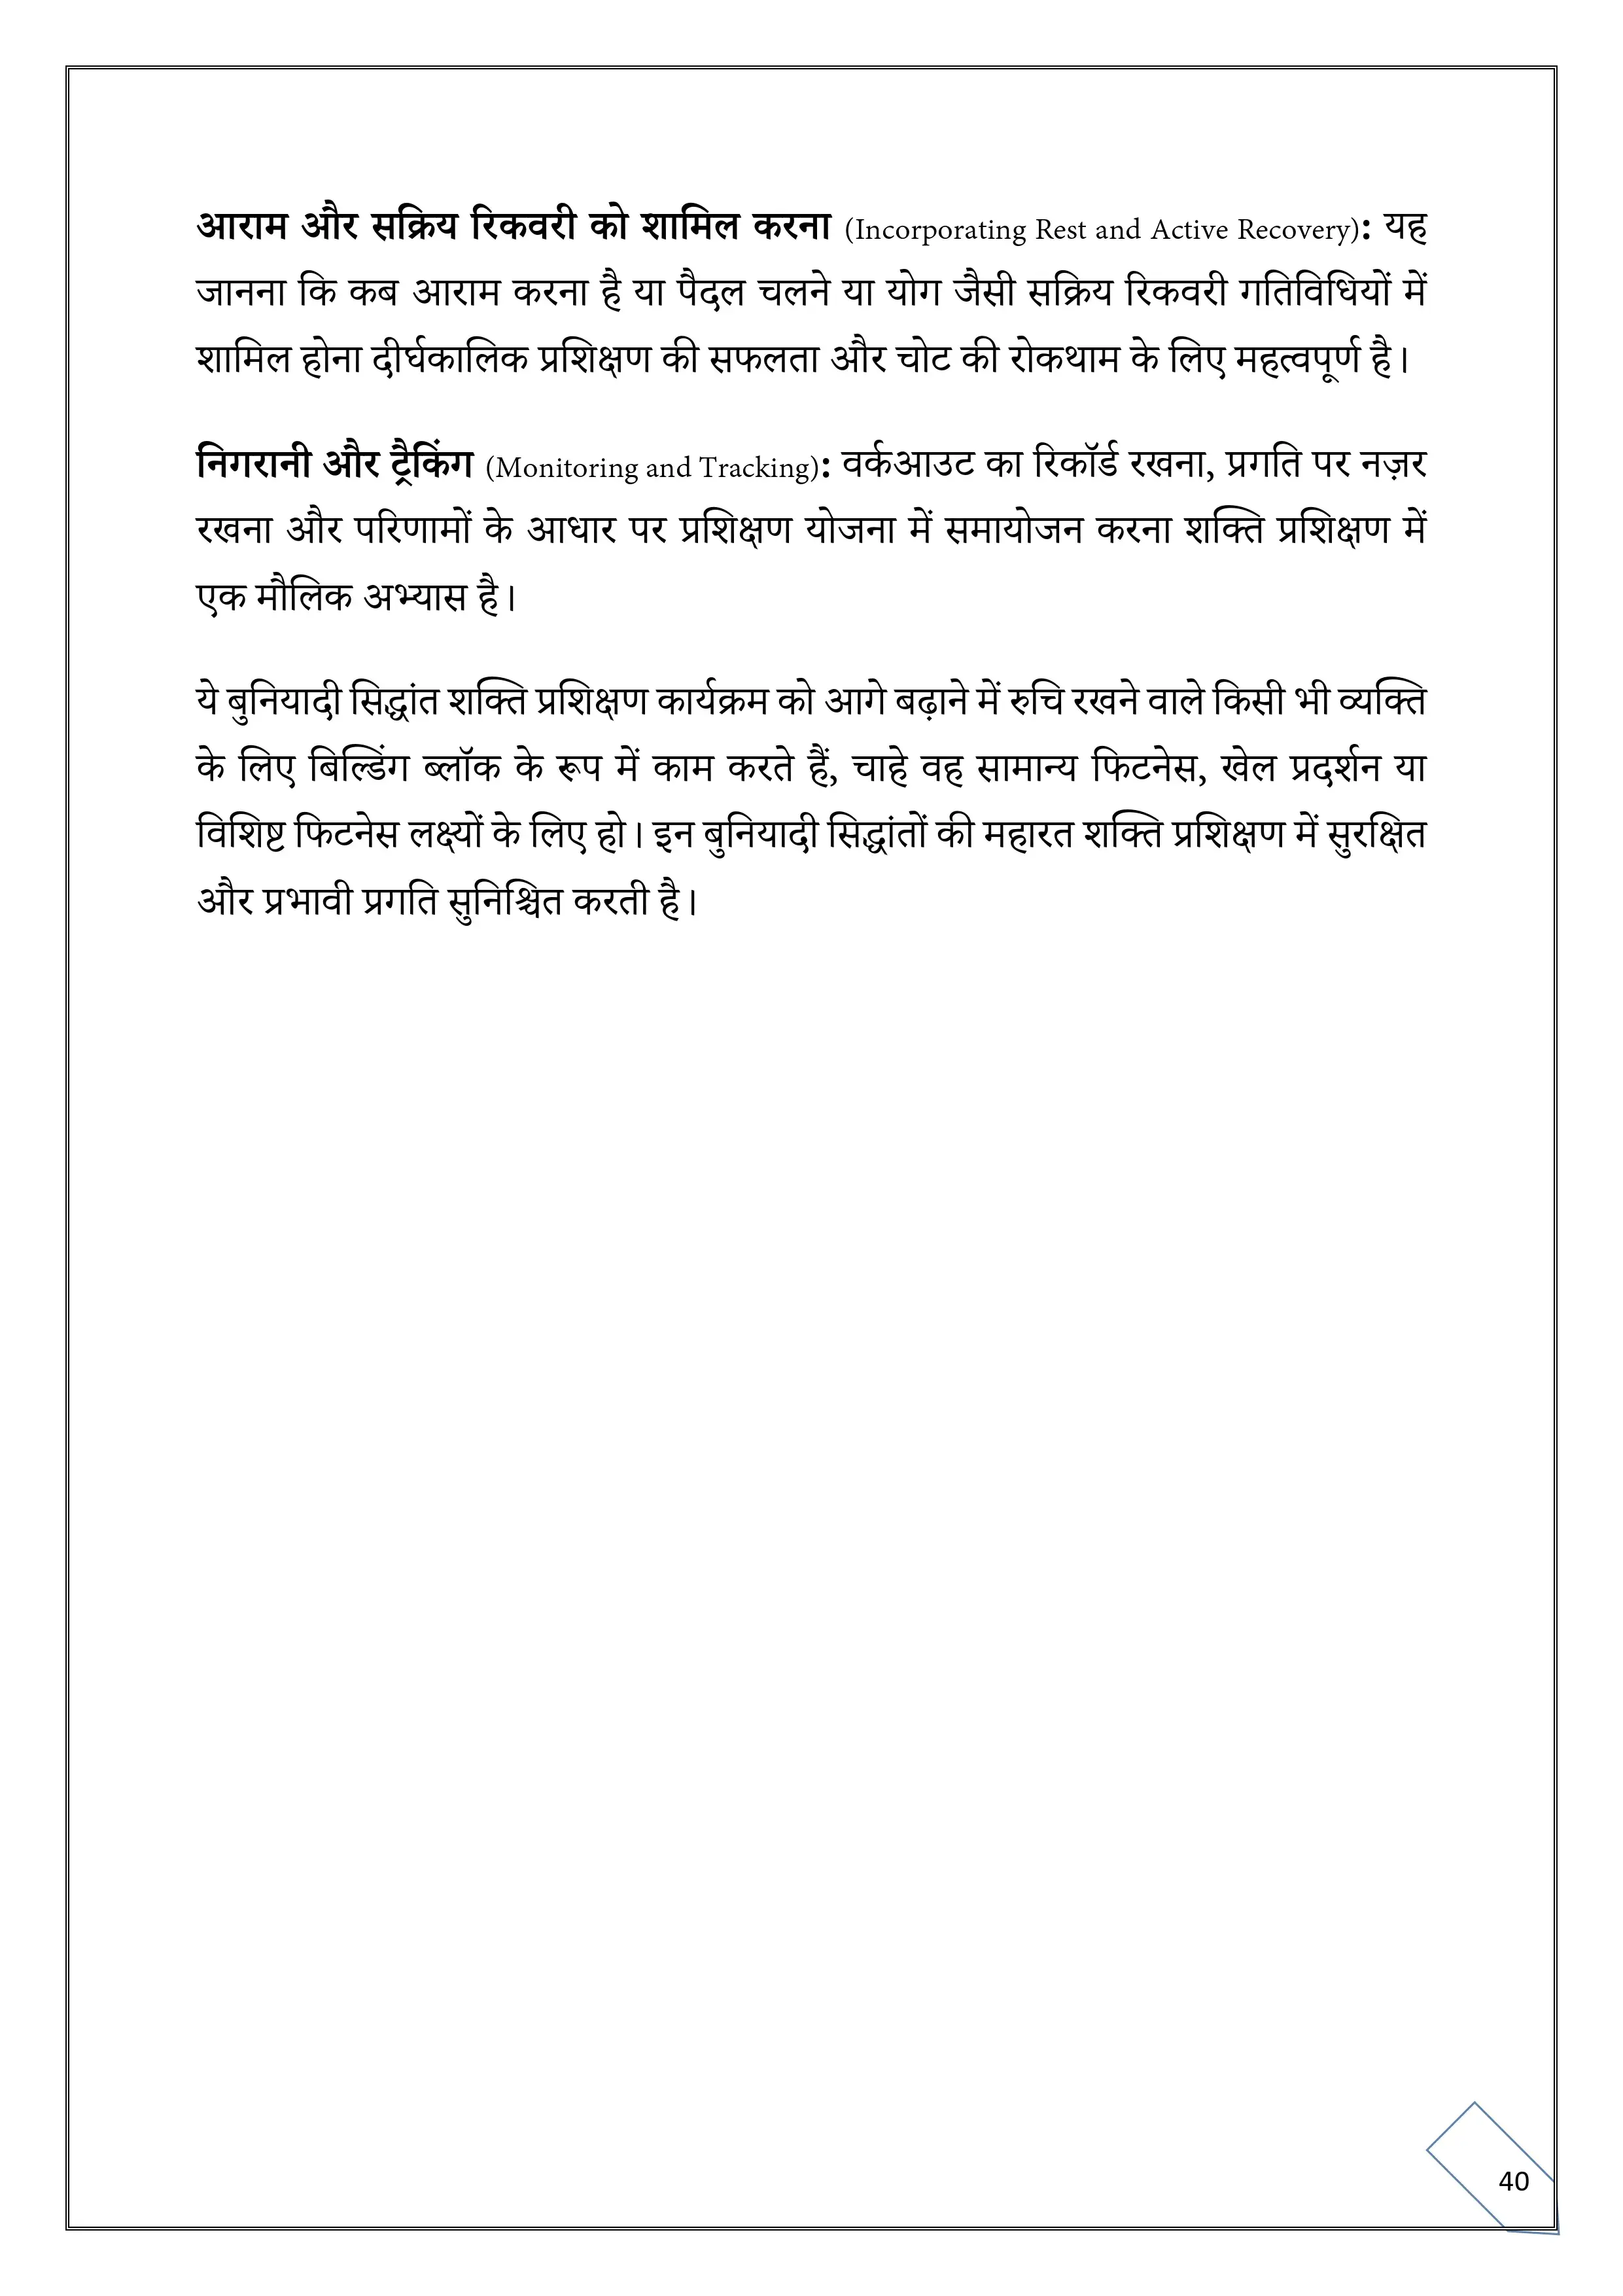 आराम और सक्रिय रिकवरी को शामिल करना (Incorporating Rest and Active Recovery): यह
जानना कि कब आराम करना है या पैदल चलने या योग जैसी सक्रिय रिकवरी गतिविधियों में
शामिल होना दीर्घकालिक प्रशिक्षण की सफलता और चोट की रोकथाम के लिए महत्वपूर्ण है।
निगरानी और ट्रैकिंग (Monitoring and Tracking): वर्कआउट का रिकॉर्ड रखना, प्रगति पर नज़र
रखना और परिणामों के आधार पर प्रशिक्षण योजना में समायोजन करना शक्ति प्रशिक्षण में
एक मौलिक अभ्यास है।
ये बुनियादी सिद्धांत शक्ति प्रशिक्षण कार्यक्रम को आगे बढ़ाने में रुचि रखने वाले किसी भी व्यक्ति
के लिए बिल्डिंग ब्लॉक के रूप में काम करते हैं, चाहे वह सामान्य फिटनेस, खेल प्रदर्शन या
विशिष्ट फिटनेस लक्ष्यों के लिए हो। इन बुनियादी सिद्धांतों की महारत शक्ति प्रशिक्षण में सुरक्षित
और प्रभावी प्रगति सुनिश्चित करती है।
40